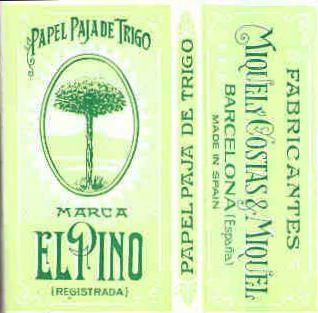 PAPEL PAJA DE TRIGO
MARCA
EL PINO
(REGISTRADA)
PAPEL PAJA DE TRIGO
FABRICANTES
MIQUEL Y COSTAS & MIQUEL
BARCELONA (España)
MADE IN SPAIN